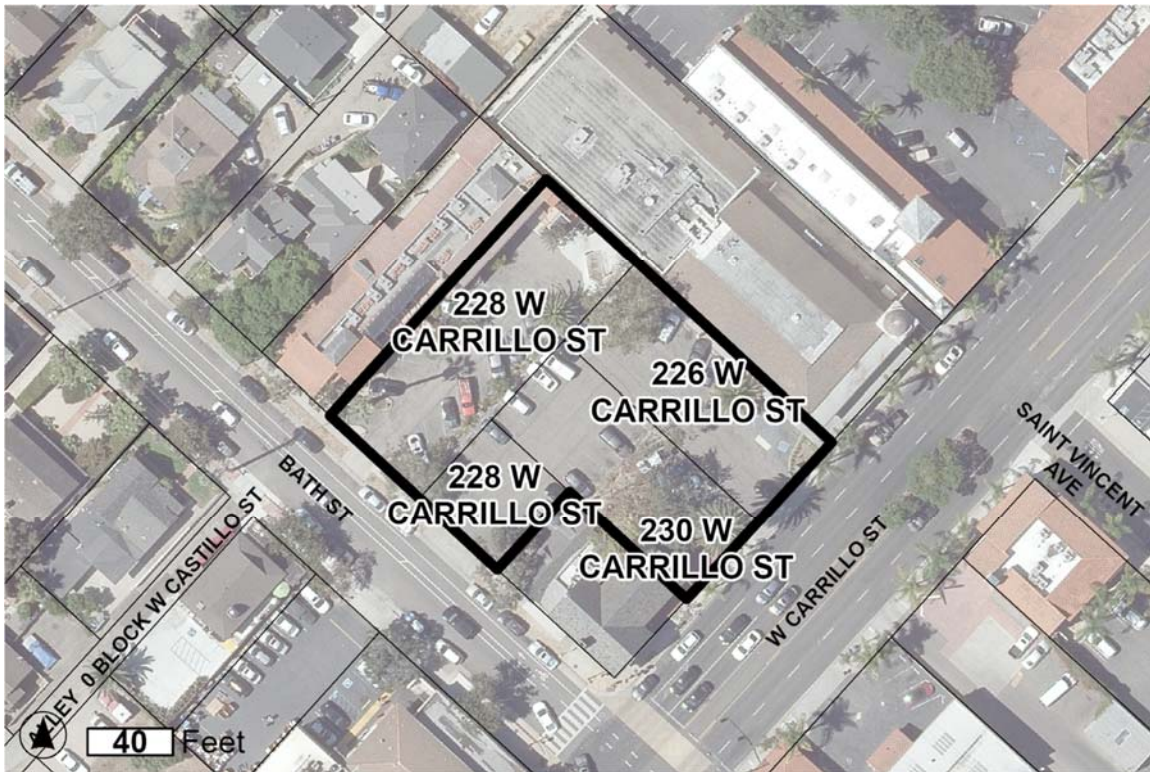 228 W
CARRILLO ST
226 W
CARRILLO ST
228 W
CARRILLO ST
230 W
CARRILLO ST
BATH ST
W CARRILLO ST
SAINT VINCENT
AVE
LEY 0 BLOCK W CASTILLO ST
40 Feet